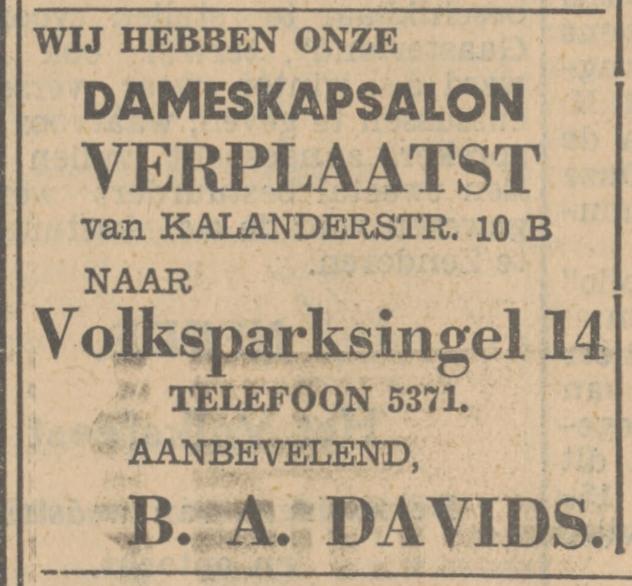 WIJ HEBBEN ONZE
DAMESKAPSALON
VERPLAATST
van KALANDERSTR. 10 B
NAAR
Volksparksingel 14
TELEFOON 5371.
AANBEVELEND,
B. A. DAVIDS.